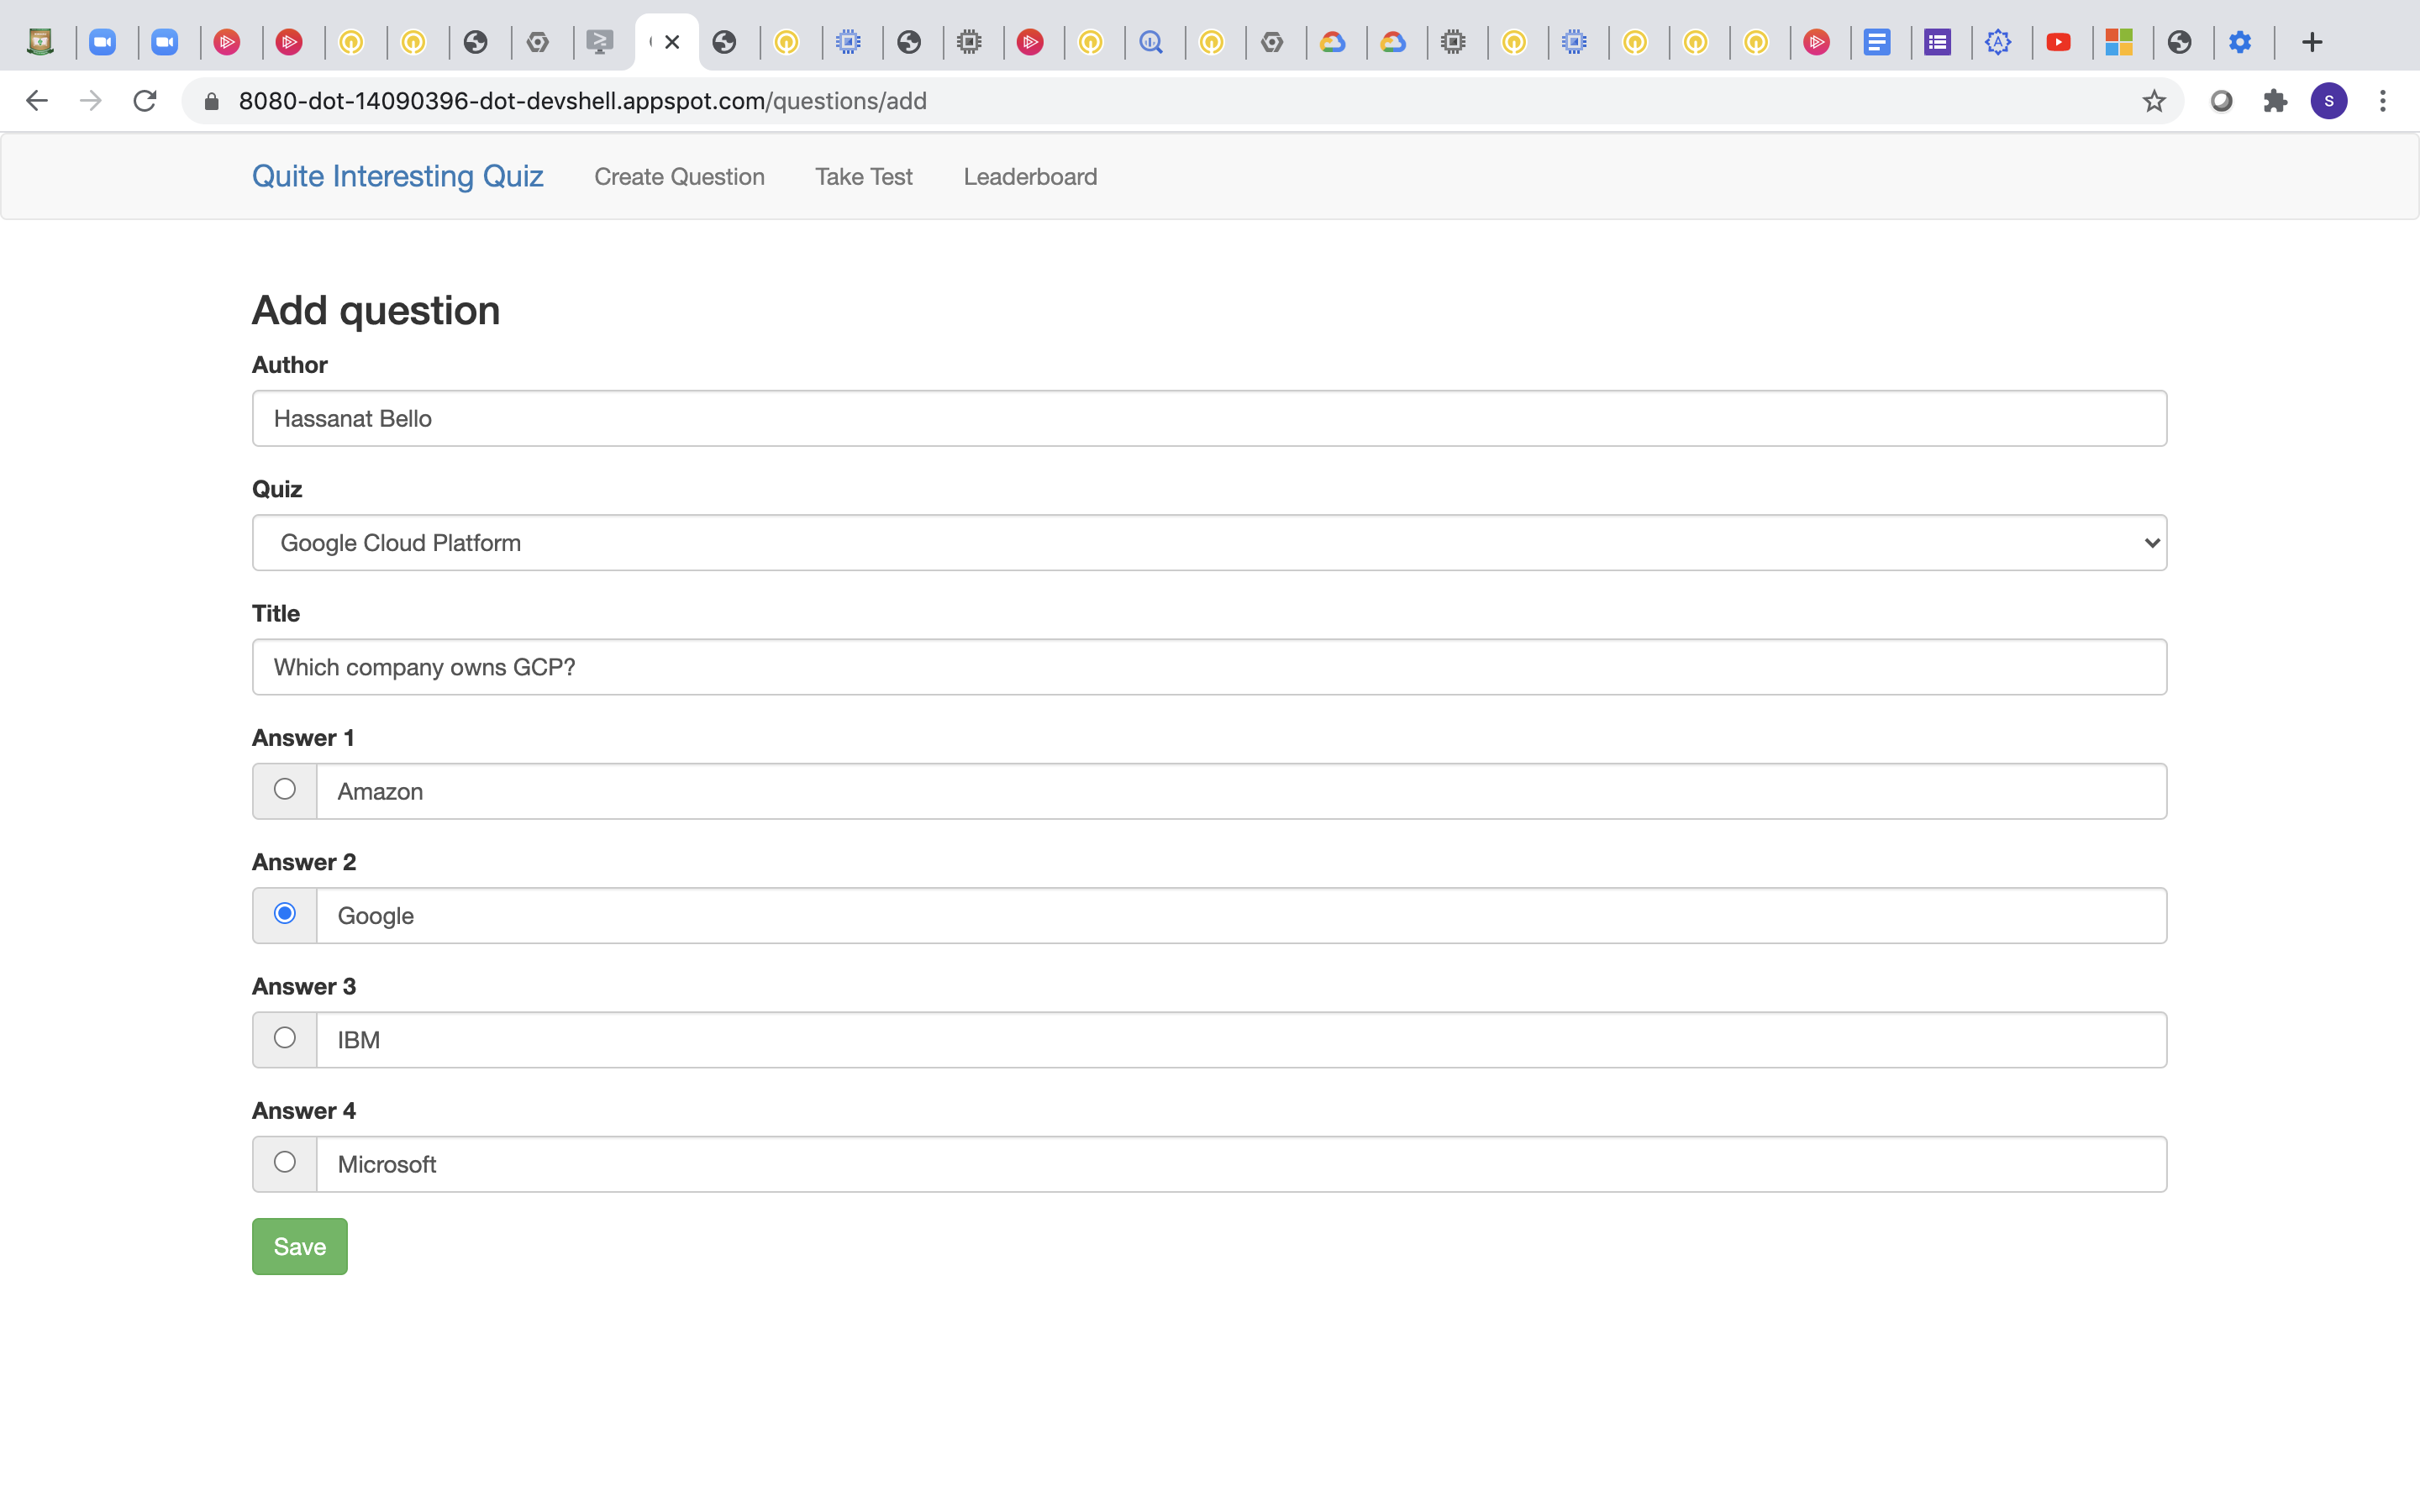 8080-dot-14090396-dot-devshell.appspot.com/questions/add
S
Quite Interesting Quiz Create Question Take Test Leaderboard
Add question
Author
Hassanat Bello
Quiz
Google Cloud Platform
Title
Which company owns GCP?
Answer 1
Amazon
Answer 2
Google
Answer 3
IBM
Answer 4
Microsoft
Save